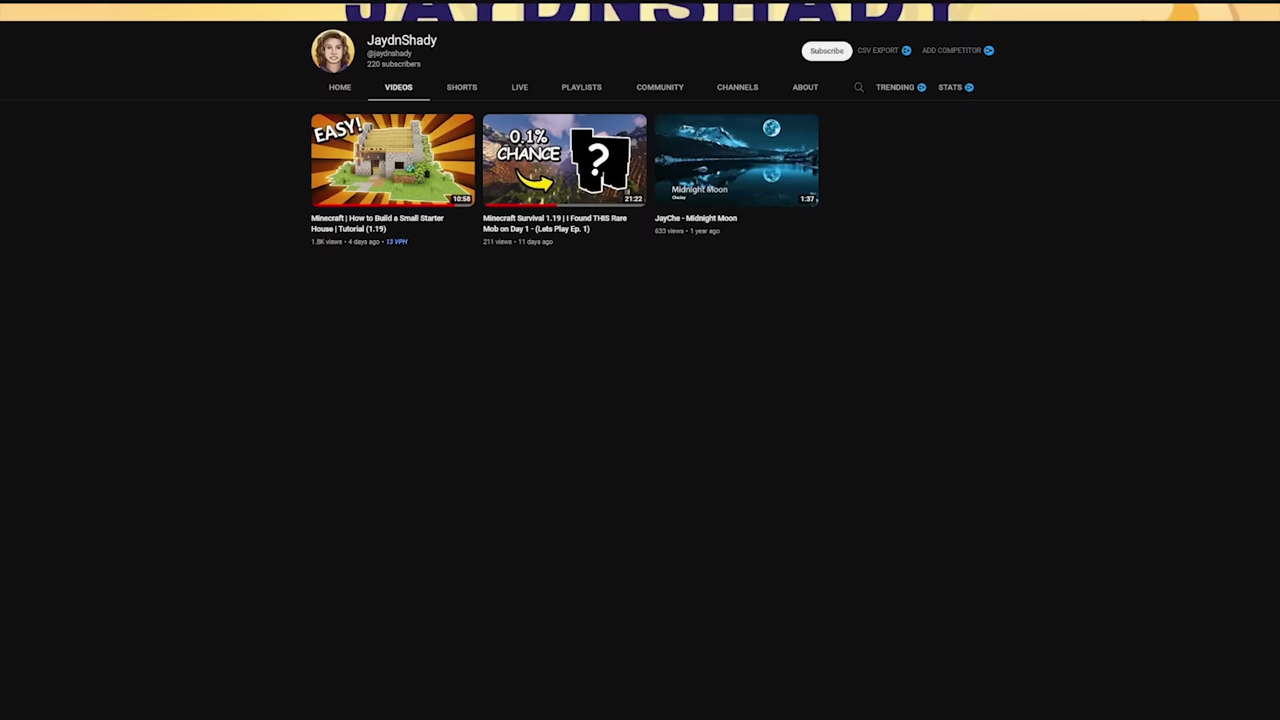 JAYDNSHADY
JaydnShady
@jaydnshady
220 subscribers
Subscribe
CSV EXPORT
ADD COMPETITOR
HOME
VIDEOS
SHORTS
LIVE
PLAYLISTS
COMMUNITY
CHANNELS
ABOUT
TRENDING
STATS
EASY!
10:58
0.1%
CHANCE
?
21:22
Midnight Moon
1:37
Minecraft | How to Build a Small Starter
House | Tutorial (1.19)
1.8K views • 4 days ago • 13 VPH
Minecraft Survival 1.19 | I Found THIS Rare
Mob on Day 1 - (Lets Play Ep. 1)
211 views • 11 days ago
JayChe - Midnight Moon
633 views • 1 year ago